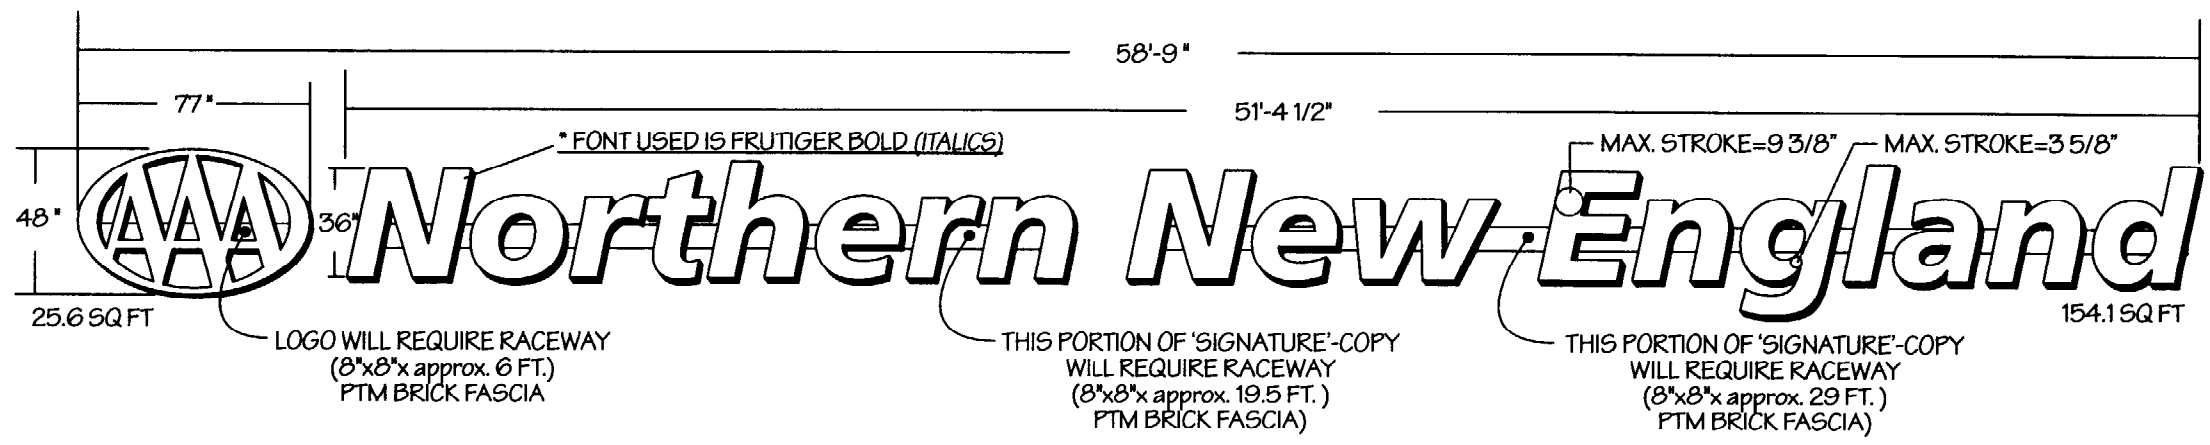 58'-9"
77"
51'-4 1/2"
* FONT USED IS FRUTIGER BOLD (ITALICS)
MAX. STROKE=9 3/8"
MAX. STROKE=3 5/8"
48"
AAA
36"
Northern New England
25.6 SQ FT
154.1 SQ FT
LOGO WILL REQUIRE RACEWAY
(8"x8"x approx. 6 FT.)
PTM BRICK FASCIA
THIS PORTION OF 'SIGNATURE'-COPY
WILL REQUIRE RACEWAY
(8"x8"x approx. 19.5 FT. )
PTM BRICK FASCIA)
THIS PORTION OF 'SIGNATURE'-COPY
WILL REQUIRE RACEWAY
(8"x8"x approx. 29 FT. )
PTM BRICK FASCIA)